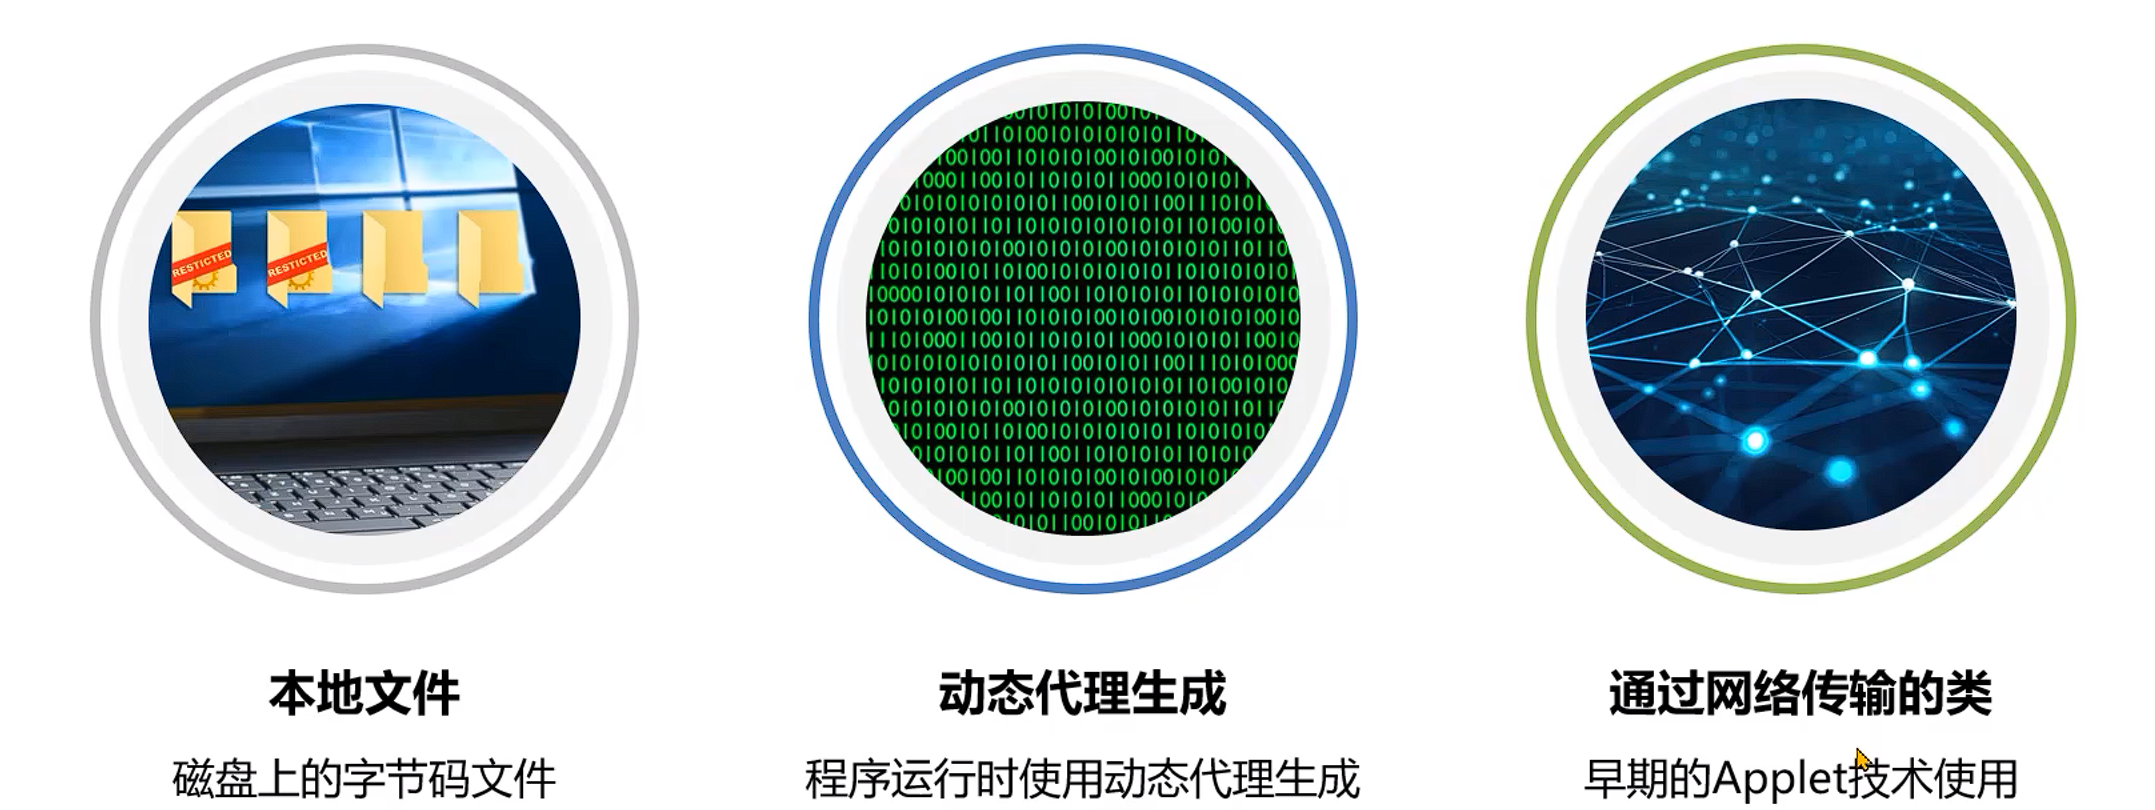 RESTICTED
RESTICTED
本地文件
磁盘上的字节码文件
动态代理生成
程序运行时使用动态代理生成
通过网络传输的类
早期的Applet技术使用